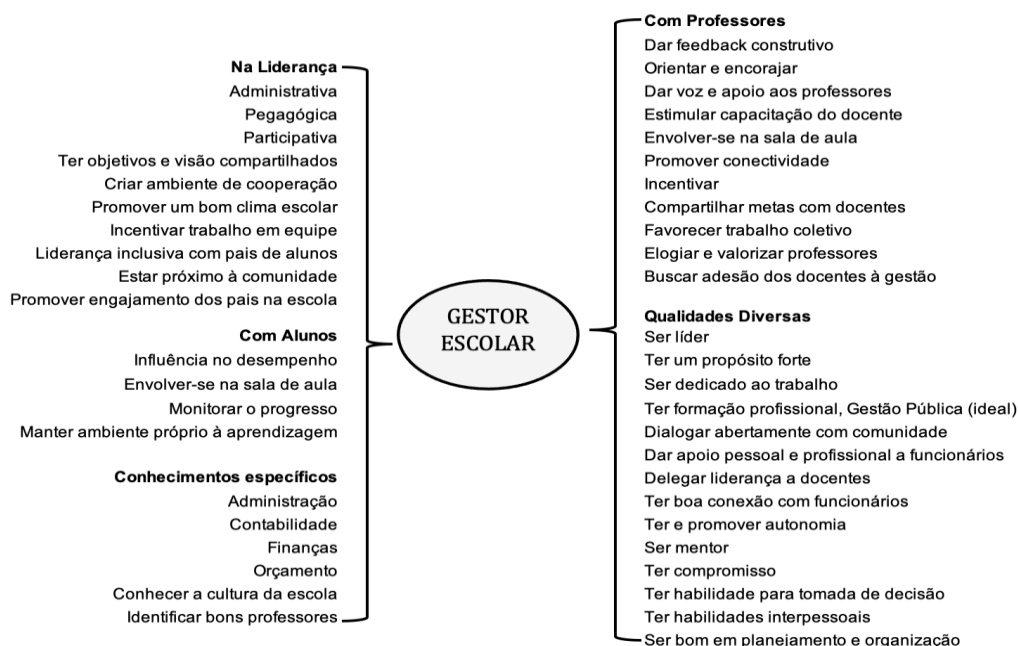 Na Liderança
Administrativa
Pegagógica
Participativa
Ter objetivos e visão compartilhados
Criar ambiente de cooperação
Promover um bom clima escolar
Incentivar trabalho em equipe
Liderança inclusiva com pais de alunos
Estar próximo à comunidade
Promover engajamento dos pais na escola
Com Alunos
Influência no desempenho
Envolver-se na sala de aula
Monitorar o progresso
Manter ambiente próprio à aprendizagem
Conhecimentos específicos
Administração
Contabilidade
Finanças
Orçamento
Conhecer a cultura da escola
Identificar bons professores
GESTOR
ESCOLAR
Com Professores
Dar feedback construtivo
Orientar e encorajar
Dar voz e apoio aos professores
Estimular capacitação do docente
Envolver-se na sala de aula
Promover conectividade
Incentivar
Compartilhar metas com docentes
Favorecer trabalho coletivo
Elogiar e valorizar professores
Buscar adesão dos docentes à gestão
Qualidades Diversas
Ser líder
Ter um propósito forte
Ser dedicado ao trabalho
Ter formação profissional, Gestão Pública (ideal)
Dialogar abertamente com comunidade
Dar apoio pessoal e profissional a funcionários
Delegar liderança a docentes
Ter boa conexão com funcionários
Ter e promover autonomia
Ser mentor
Ter compromisso
Ter habilidade para tomada de decisão
Ter habilidades interpessoais
Ser bom em planejamento e organização